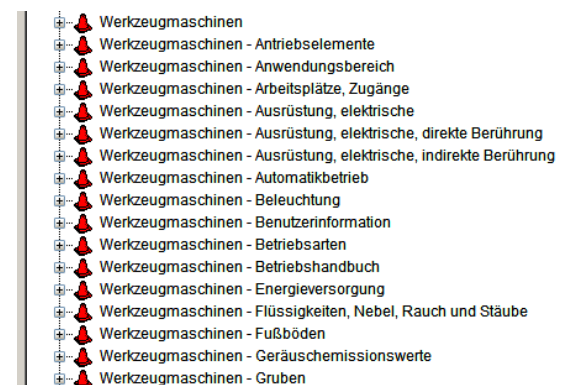 Werkzeugmaschinen
Werkzeugmaschinen - Antriebselemente
Werkzeugmaschinen - Anwendungsbereich
Werkzeugmaschinen - Arbeitsplätze, Zugänge
Werkzeugmaschinen - Ausrüstung, elektrische
Werkzeugmaschinen - Ausrüstung, elektrische, direkte Berührung
Werkzeugmaschinen - Ausrüstung, elektrische, indirekte Berührung
Werkzeugmaschinen - Automatikbetrieb
Werkzeugmaschinen - Beleuchtung
Werkzeugmaschinen - Benutzerinformation
Werkzeugmaschinen - Betriebsarten
Werkzeugmaschinen - Betriebshandbuch
Werkzeugmaschinen - Energieversorgung
Werkzeugmaschinen - Flüssigkeiten, Nebel, Rauch und Stäube
Werkzeugmaschinen - Fußböden
Werkzeugmaschinen - Geräuschemissionswerte
Werkzeugmaschinen - Gruben